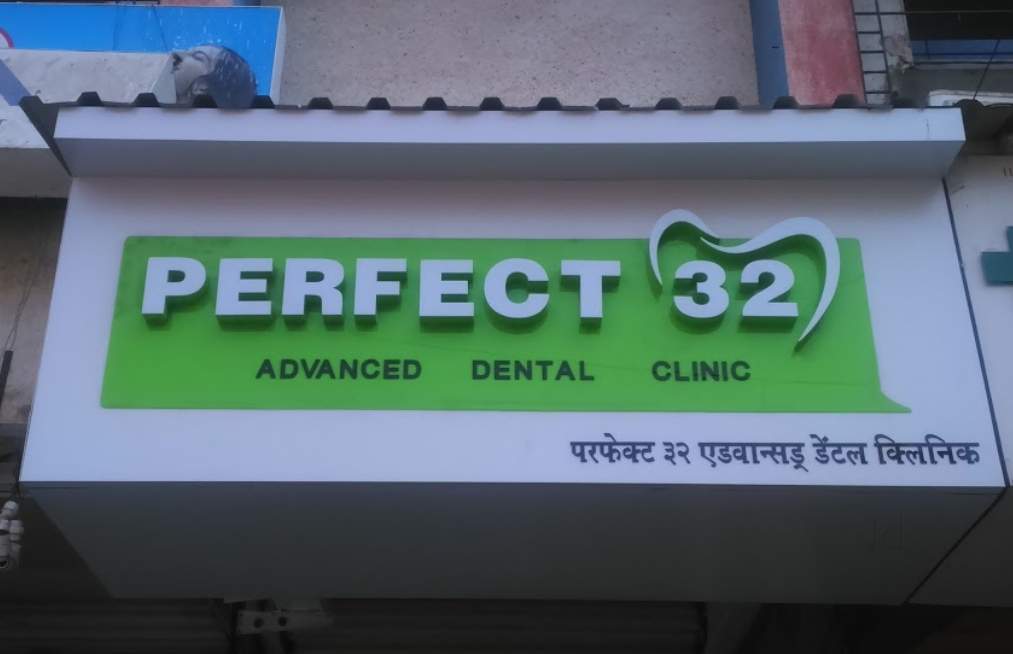 PERFECT 32
ADVANCED DENTAL CLINIC
परफेक्ट ३२ एडवान्सड् डेंटल क्लिनिक